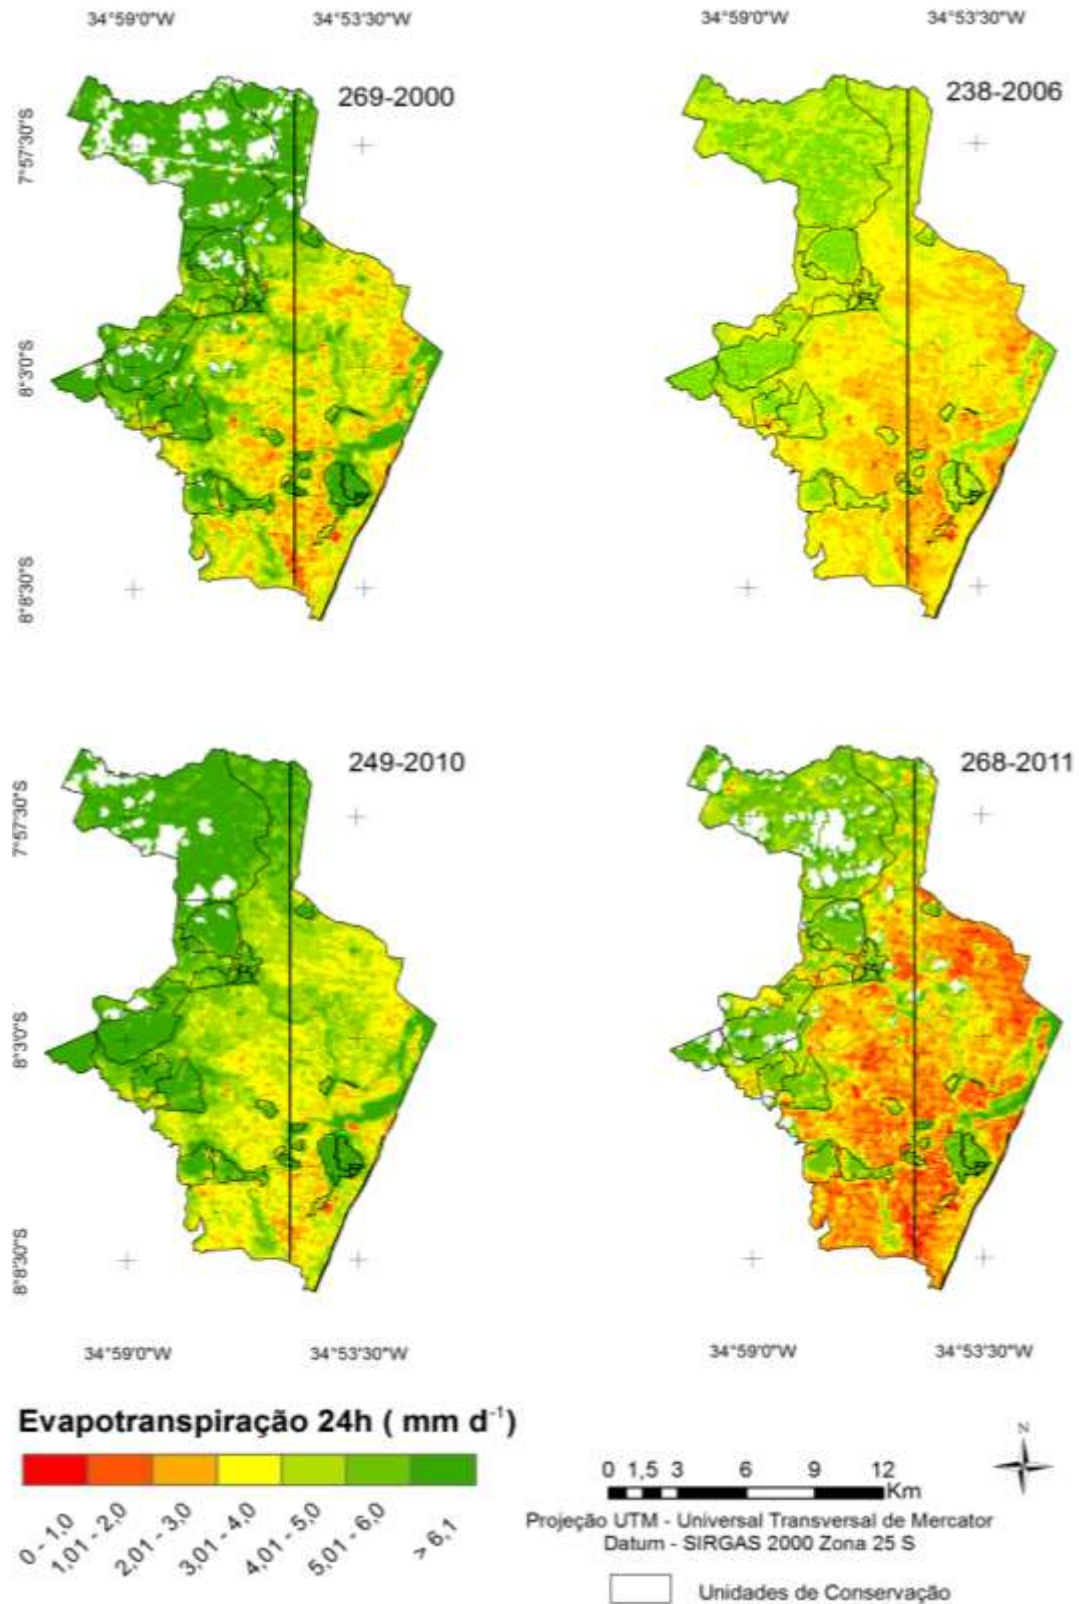 34°59'0"W 34°53'30"W 34°59'0"W 34°53'30"W
269-2000 238-2006
7°57'30"S
8°3'0"S
8°8'30"S
249-2010 268-2011
7°57'30"S
8°3'0"S
8°8'30"S
34°59'0"W 34°53'30"W 34°59'0"W 34°53'30"W
Evapotranspiração 24h ( mm d-1)
0 - 1,0 1,01 - 2,0 2,01 - 3,0 3,01 - 4,0 4,01 - 5,0 5,01 - 6,0 > 6,1
N
0 1,5 3 6 9 12
Km
Projeção UTM - Universal Transversal de Mercator
Datum - SIRGAS 2000 Zona 25 S
Unidades de Conservação